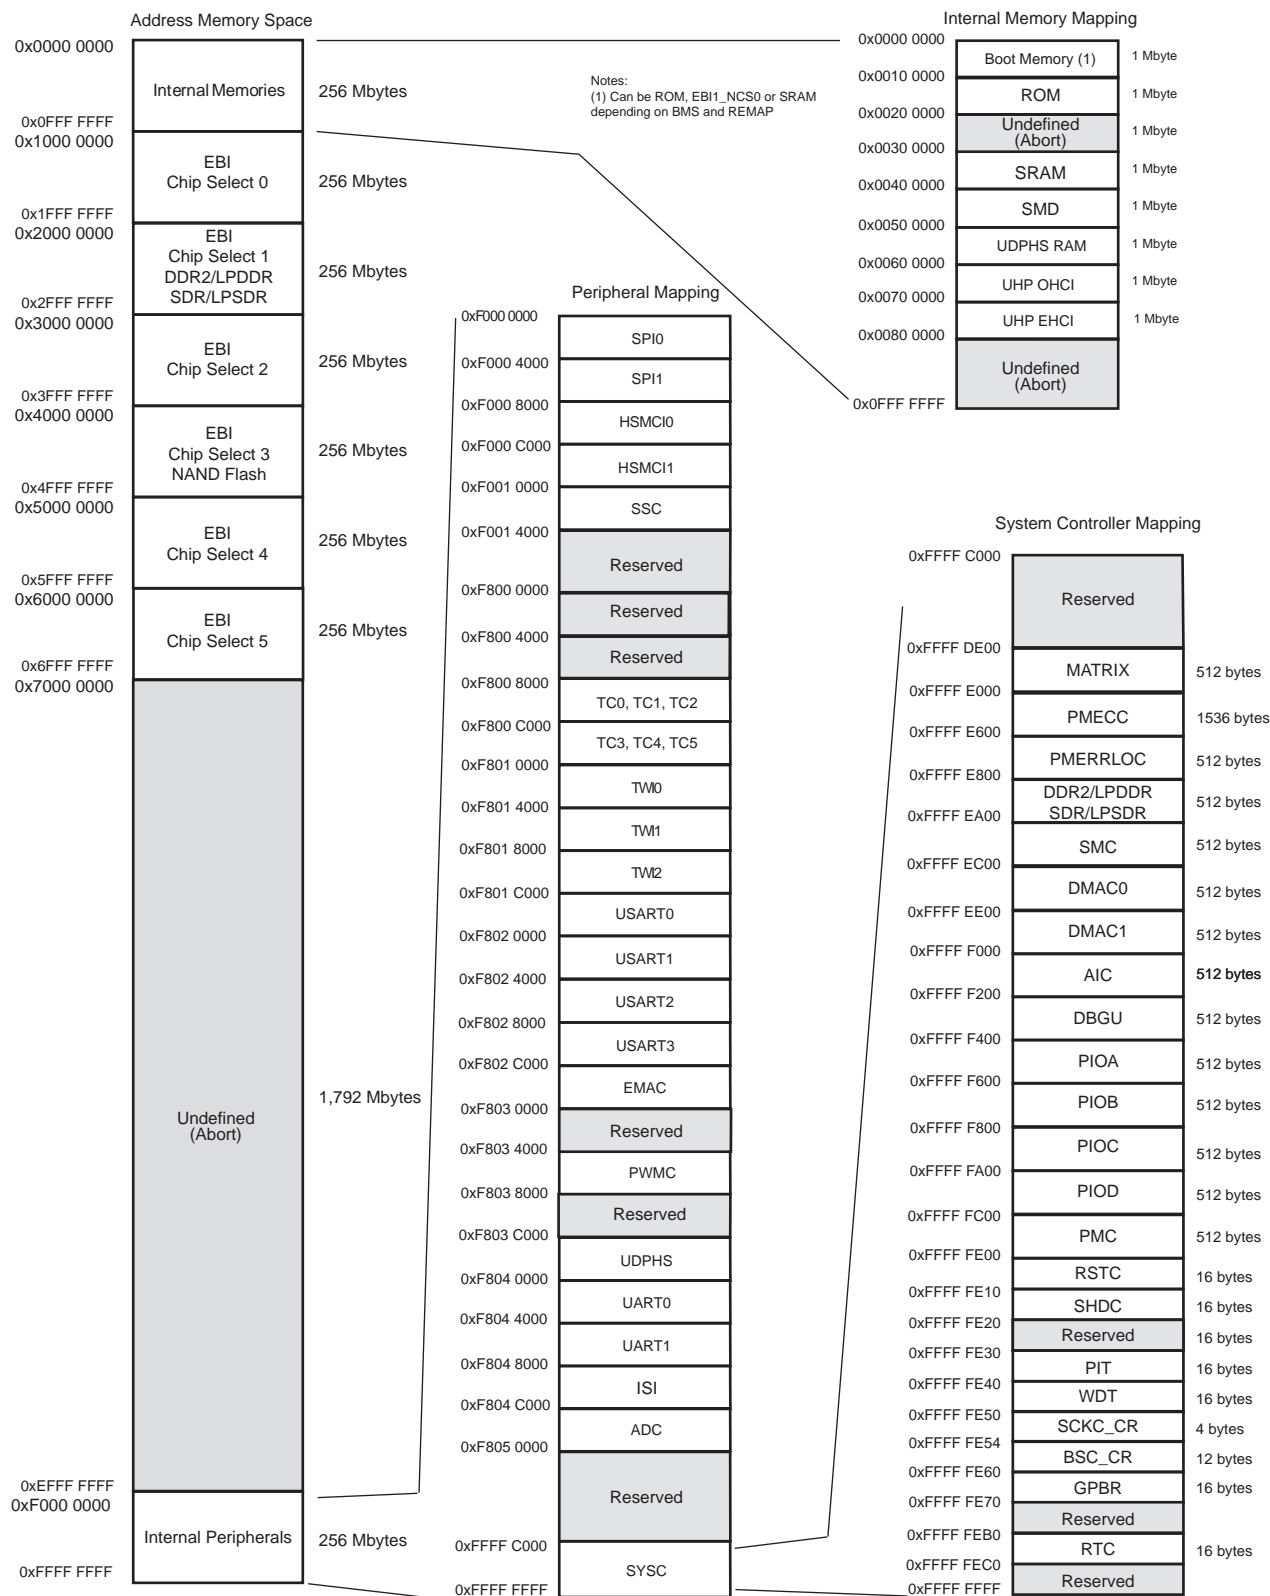 Address Memory Space
0x0000 0000
Internal Memories
256 Mbytes
0x0FFF FFFF
0x1000 0000
EBI
Chip Select 0
256 Mbytes
0x1FFF FFFF
0x2000 0000
EBI
Chip Select 1
DDR2/LPDDR
SDR/LPSDR
256 Mbytes
0x2FFF FFFF
0x3000 0000
EBI
Chip Select 2
256 Mbytes
0x3FFF FFFF
0x4000 0000
EBI
Chip Select 3
NAND Flash
256 Mbytes
0x4FFF FFFF
0x5000 0000
EBI
Chip Select 4
256 Mbytes
0x5FFF FFFF
0x6000 0000
EBI
Chip Select 5
256 Mbytes
0x6FFF FFFF
0x7000 0000
Undefined
(Abort)
1,792 Mbytes
0xEFFF FFFF
0xF000 0000
Internal Peripherals
256 Mbytes
0xFFFF FFFF
Notes:
(1) Can be ROM, EBI1_NCS0 or SRAM
depending on BMS and REMAP
Peripheral Mapping
0xF000 0000
SPI0
0xF000 4000
SPI1
0xF000 8000
HSMCI0
0xF000 C000
HSMCI1
0xF001 0000
SSC
0xF001 4000
Reserved
0xF800 0000
Reserved
0xF800 4000
Reserved
0xF800 8000
TC0, TC1, TC2
0xF800 C000
TC3, TC4, TC5
0xF801 0000
TWI0
0xF801 4000
TWI1
0xF801 8000
TWI2
0xF801 C000
USART0
0xF802 0000
USART1
0xF802 4000
USART2
0xF802 8000
USART3
0xF802 C000
EMAC
0xF803 0000
Reserved
0xF803 4000
PWMC
0xF803 8000
Reserved
0xF803 C000
UDPHS
0xF804 0000
UART0
0xF804 4000
UART1
0xF804 8000
ISI
0xF804 C000
ADC
0xF805 0000
Reserved
0xFFFF C000
SYSC
0xFFFF FFFF
Internal Memory Mapping
0x0000 0000
Boot Memory (1)
1 Mbyte
0x0010 0000
ROM
1 Mbyte
0x0020 0000
Undefined
(Abort)
1 Mbyte
0x0030 0000
SRAM
1 Mbyte
0x0040 0000
SMD
1 Mbyte
0x0050 0000
UDPHS RAM
1 Mbyte
0x0060 0000
UHP OHCI
1 Mbyte
0x0070 0000
UHP EHCI
1 Mbyte
0x0080 0000
Undefined
(Abort)
0x0FFF FFFF
System Controller Mapping
0xFFFF C000
Reserved
0xFFFF DE00
MATRIX
512 bytes
0xFFFF E000
PMECC
1536 bytes
0xFFFF E600
PMERRLOC
512 bytes
0xFFFF E800
DDR2/LPDDR
SDR/LPSDR
512 bytes
0xFFFF EA00
SMC
512 bytes
0xFFFF EC00
DMAC0
512 bytes
0xFFFF EE00
DMAC1
512 bytes
0xFFFF F000
AIC
512 bytes
0xFFFF F200
DBGU
512 bytes
0xFFFF F400
PIOA
512 bytes
0xFFFF F600
PIOB
512 bytes
0xFFFF F800
PIOC
512 bytes
0xFFFF FA00
PIOD
512 bytes
0xFFFF FC00
PMC
512 bytes
0xFFFF FE00
RSTC
16 bytes
0xFFFF FE10
SHDC
16 bytes
0xFFFF FE20
Reserved
16 bytes
0xFFFF FE30
PIT
16 bytes
0xFFFF FE40
WDT
16 bytes
0xFFFF FE50
SCKC_CR
4 bytes
0xFFFF FE54
BSC_CR
12 bytes
0xFFFF FE60
GPBR
16 bytes
0xFFFF FE70
Reserved
0xFFFF FEB0
RTC
16 bytes
0xFFFF FEC0
Reserved
0xFFFF FFFF